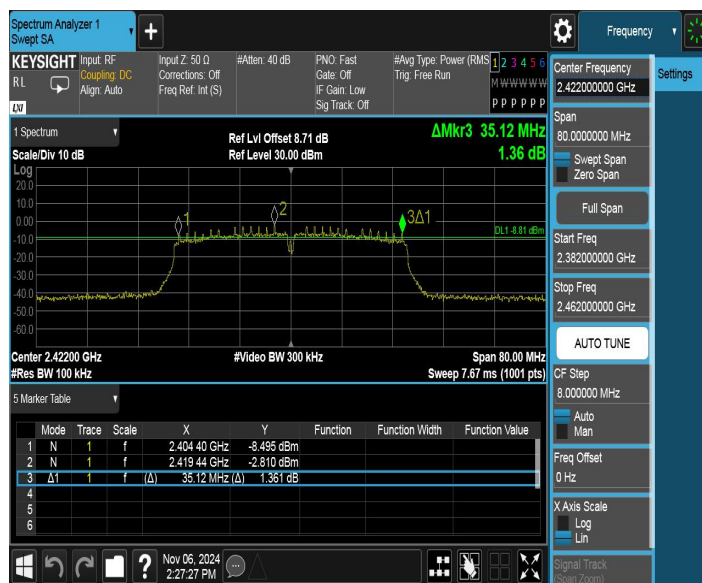 Spectrum Analyzer 1
Swept SA
Frequency
KEYSIGHT
RL
LXI
Input: RF
Coupling: DC
Align: Auto
Input Z: 50 Ω
Corrections: Off
Freq Ref: Int (S)
#Atten: 40 dB
PNO: Fast
Gate: Off
IF Gain: Low
Sig Track: Off
#Avg Type: Power (RMS
Trig: Free Run
1 2 3 4 5 6
M W W W W W
P P P P P P
1 Spectrum
Scale/Div 10 dB
Ref Lvl Offset 8.71 dB
Ref Level 30.00 dBm
ΔMkr3 35.12 MHz
1.36 dB
Log
20.0
10.0
0.00
-10.0
-20.0
-30.0
-40.0
-50.0
-60.0
1
2
3Δ1
DL1 -8.81 dBm
Center 2.42200 GHz
#Video BW 300 kHz
Span 80.00 MHz
#Res BW 100 kHz
Sweep 7.67 ms (1001 pts)
5 Marker Table
Mode Trace Scale X Y Function Function Width Function Value
1 N 1 f 2.404 40 GHz -8.495 dBm
2 N 1 f 2.419 44 GHz -2.810 dBm
3 Δ1 1 f (Δ) 35.12 MHz (Δ) 1.361 dB
4
5
6
?
Nov 06, 2024
2:27:27 PM
Center Frequency
2.422000000 GHz
Settings
Span
80.0000000 MHz
Swept Span
Zero Span
Full Span
Start Freq
2.382000000 GHz
Stop Freq
2.462000000 GHz
AUTO TUNE
CF Step
8.000000 MHz
Auto
Man
Freq Offset
0 Hz
X Axis Scale
Log
Lin
Signal Track
(Span Zoom)